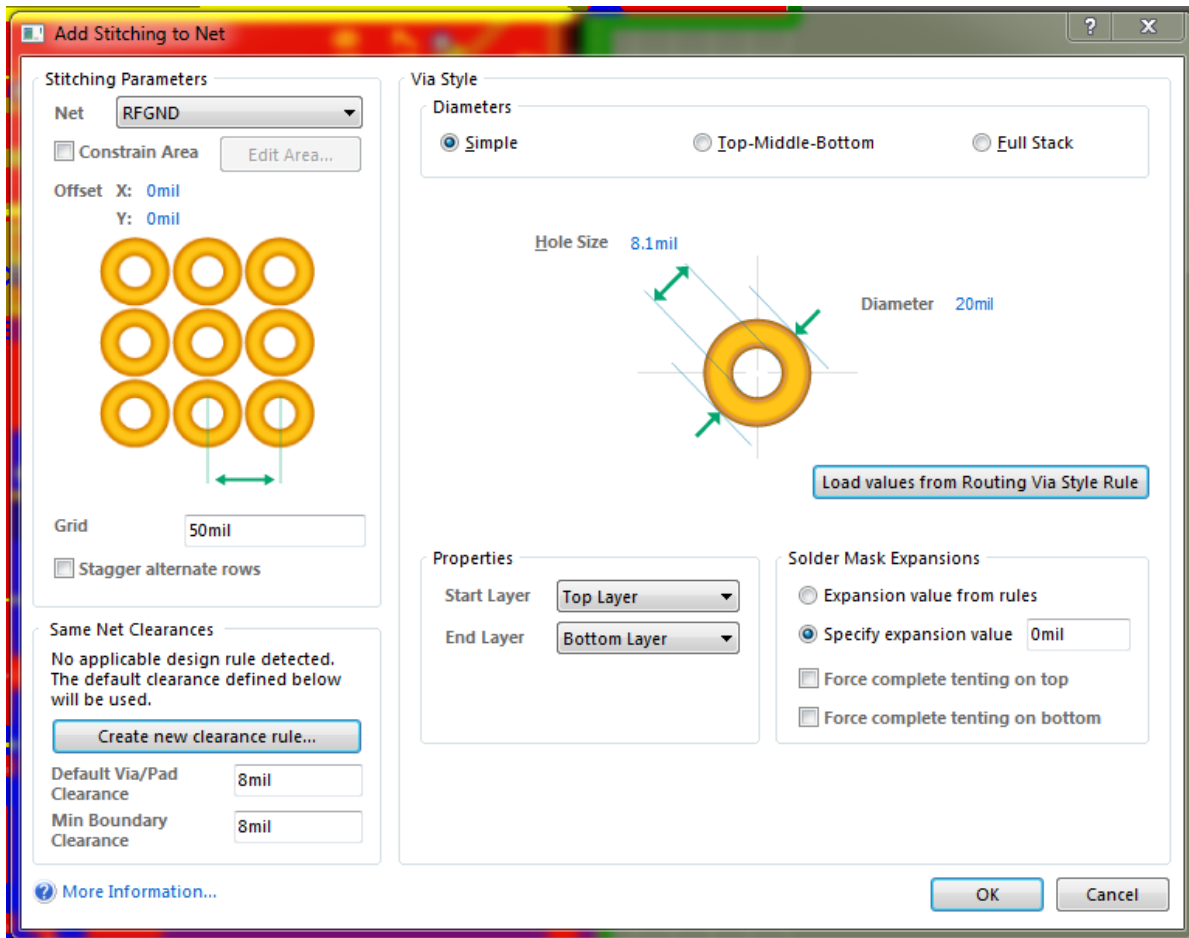 Add Stitching to Net
?
X
Stitching Parameters
Net RFGND
Constrain Area Edit Area...
Offset X: 0mil
Y: 0mil
Grid 50mil
Stagger alternate rows
Same Net Clearances
No applicable design rule detected.
The default clearance defined below
will be used.
Create new clearance rule...
Default Via/Pad
Clearance
8mil
Min Boundary
Clearance
8mil
Via Style
Diameters
Simple Top-Middle-Bottom Full Stack
Hole Size 8.1mil
Diameter 20mil
Load values from Routing Via Style Rule
Properties
Start Layer Top Layer
End Layer Bottom Layer
Solder Mask Expansions
Expansion value from rules
Specify expansion value 0mil
Force complete tenting on top
Force complete tenting on bottom
? More Information...
OK Cancel